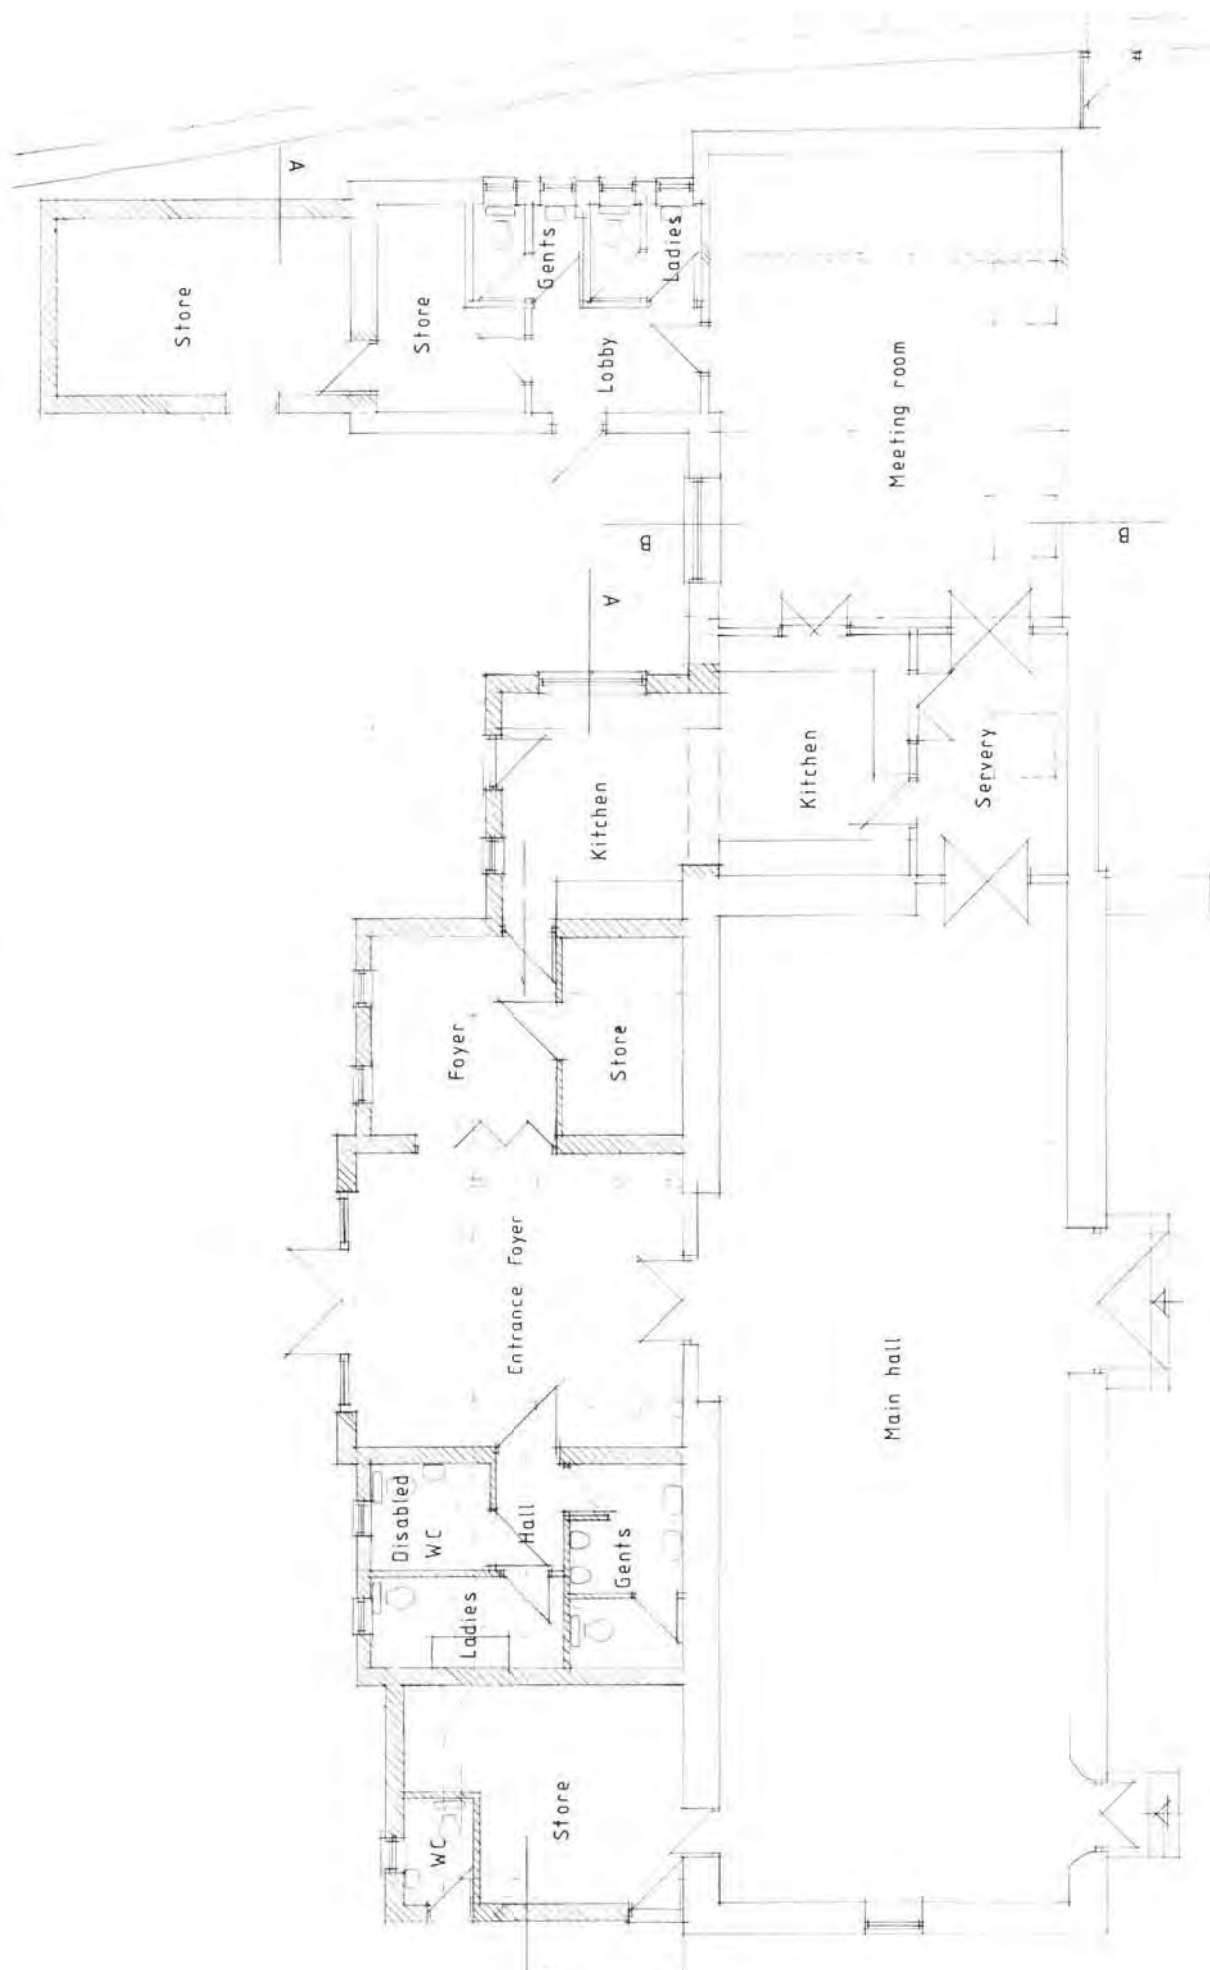 A
Store
Store
Gents
Ladies
Lobby
Meeting room
B
B
A
Kitchen
Kitchen
Servery
Foyer
Store
Entrance Foyer
Main hall
Disabled
WC
Hall
Gents
Ladies
Store
WC